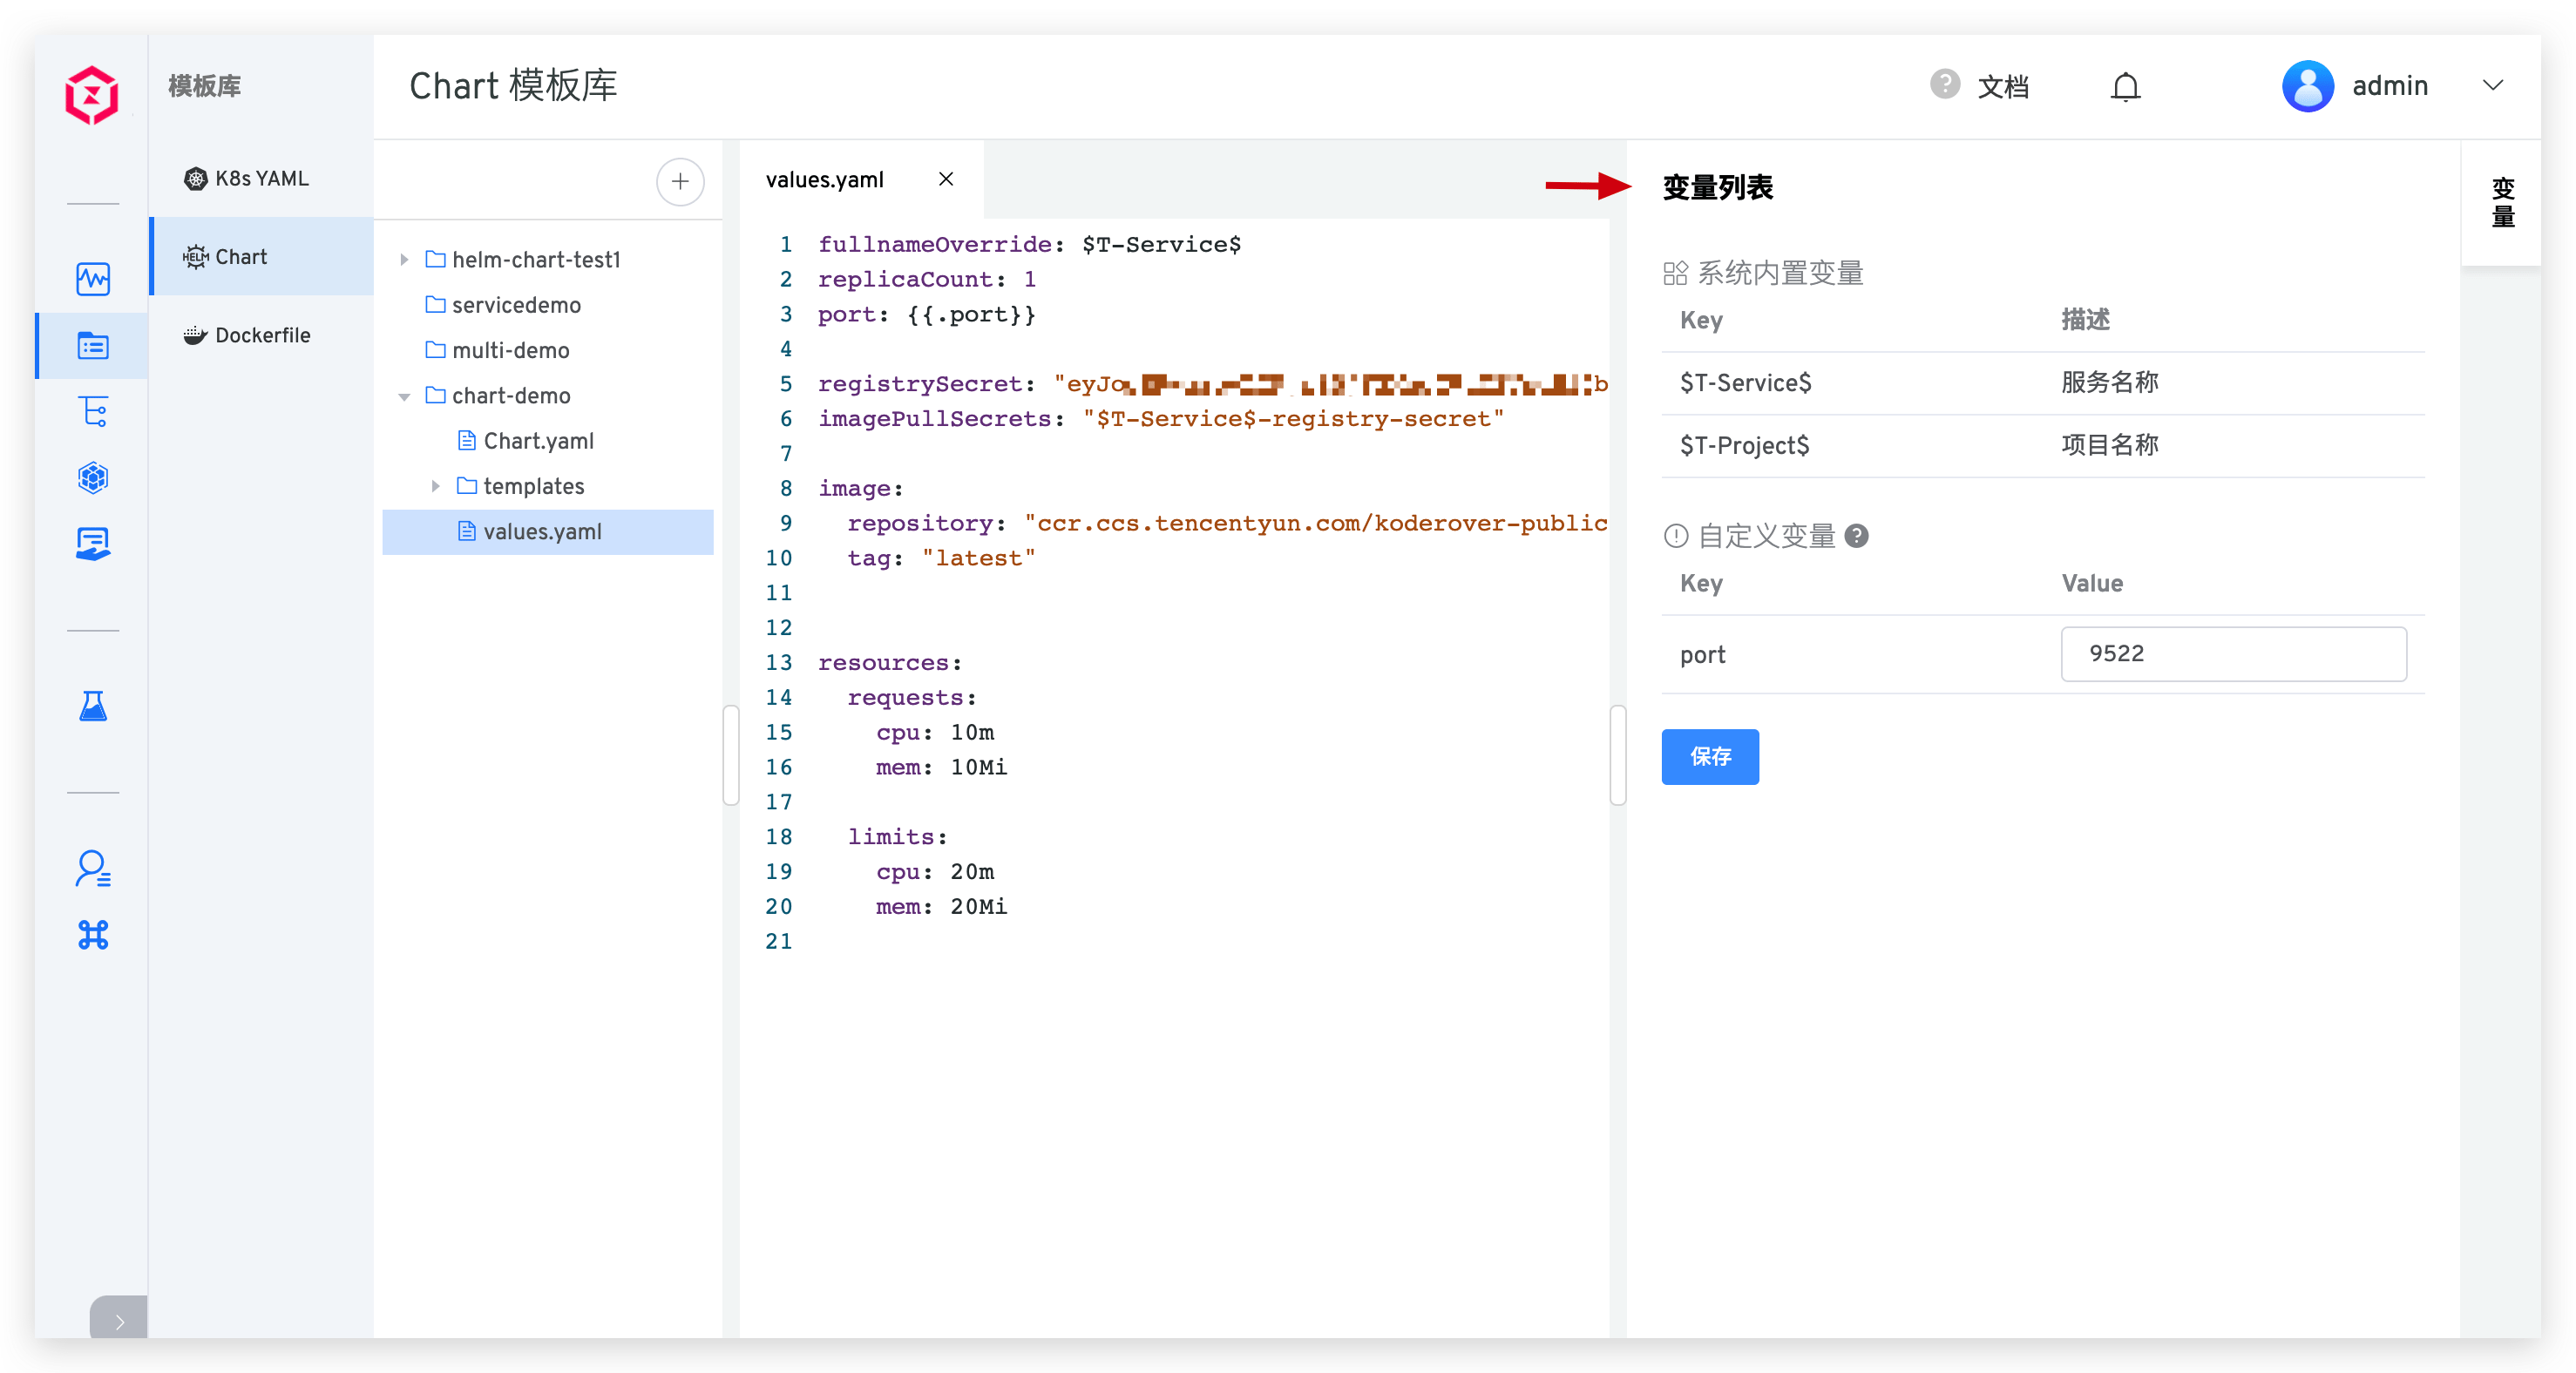 模板库
Chart 模板库
文档
admin
K8s YAML
Chart
Dockerfile
helm-chart-test1
servicedemo
multi-demo
chart-demo
Chart.yaml
templates
values.yaml
values.yaml
1 fullnameOverride: $T-Service$
2 replicaCount: 1
3 port: {{.port}}
4
5 registrySecret: "eyJo
6 imagePullSecrets: "$T-Service$-registry-secret"
7
8 image:
9 repository: "ccr.ccs.tencentyun.com/koderover-public
10 tag: "latest"
11
12
13 resources:
14 requests:
15 cpu: 10m
16 mem: 10Mi
17
18 limits:
19 cpu: 20m
20 mem: 20Mi
21
变量列表
系统内置变量
Key 描述
$T-Service$ 服务名称
$T-Project$ 项目名称
自定义变量
Key Value
port 9522
保存
变量